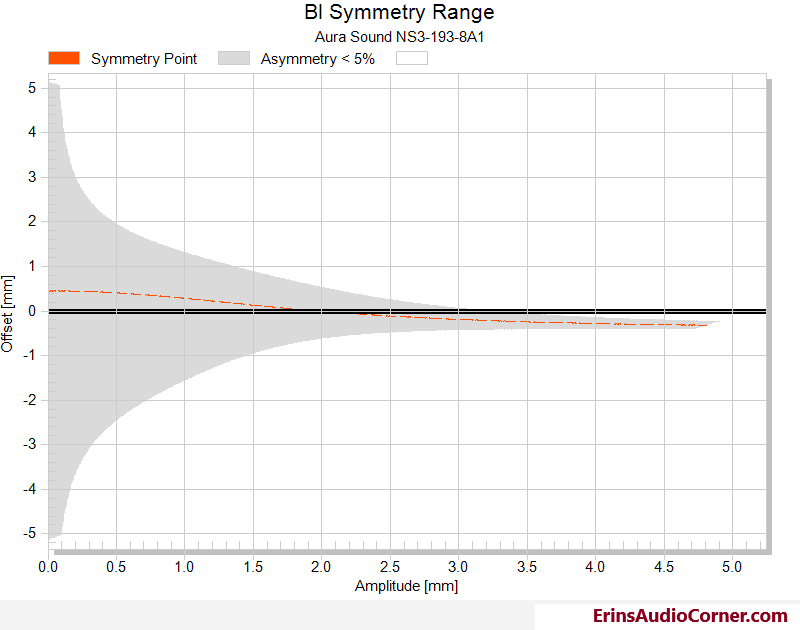 Bl Symmetry Range
Aura Sound NS3-193-8A1
Symmetry Point Asymmetry < 5%
5
4
3
2
1
0
-1
-2
-3
-4
-5
Offset [mm]
0.0 0.5 1.0 1.5 2.0 2.5 3.0 3.5 4.0 4.5 5.0
Amplitude [mm]
ErinsAudioCorner.com